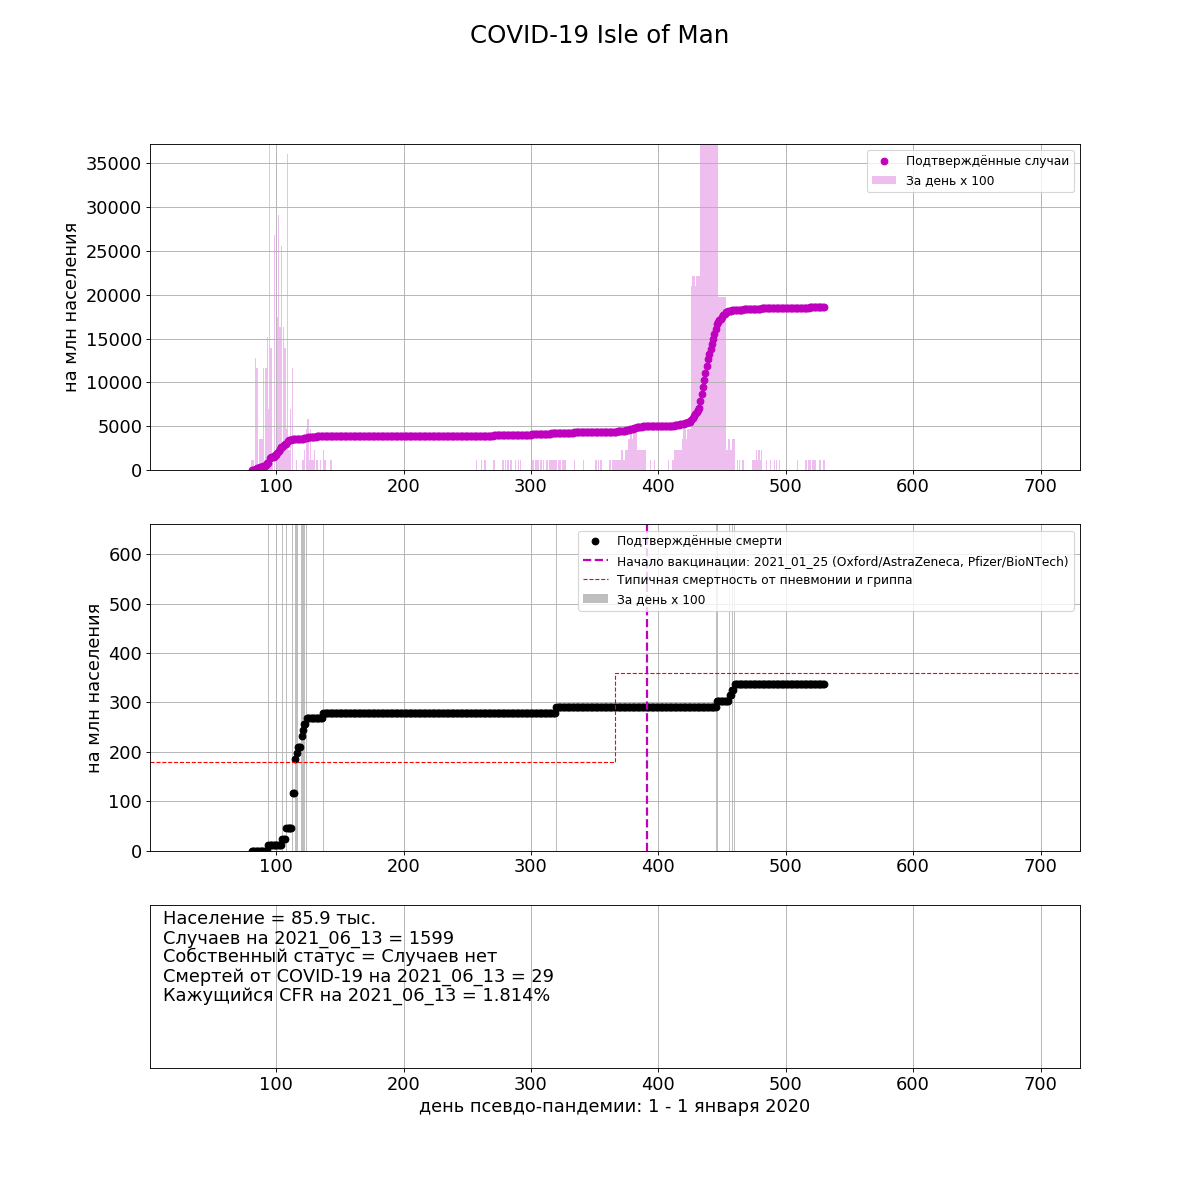 COVID-19 Isle of Man
35000
30000
25000
20000
15000
10000
5000
0
на млн населения
Подтверждённые случаи
За день x 100
100 200 300 400 500 600 700
600
500
400
300
200
100
0
на млн населения
Подтверждённые смерти
Начало вакцинации: 2021_01_25 (Oxford/AstraZeneca, Pfizer/BioNTech)
Типичная смертность от пневмонии и гриппа
За день x 100
100 200 300 400 500 600 700
Население = 85.9 тыс.
Случаев на 2021_06_13 = 1599
Собственный статус = Случаев нет
Смертей от COVID-19 на 2021_06_13 = 29
Кажущийся CFR на 2021_06_13 = 1.814%
100 200 300 400 500 600 700
день псевдо-пандемии: 1 - 1 января 2020